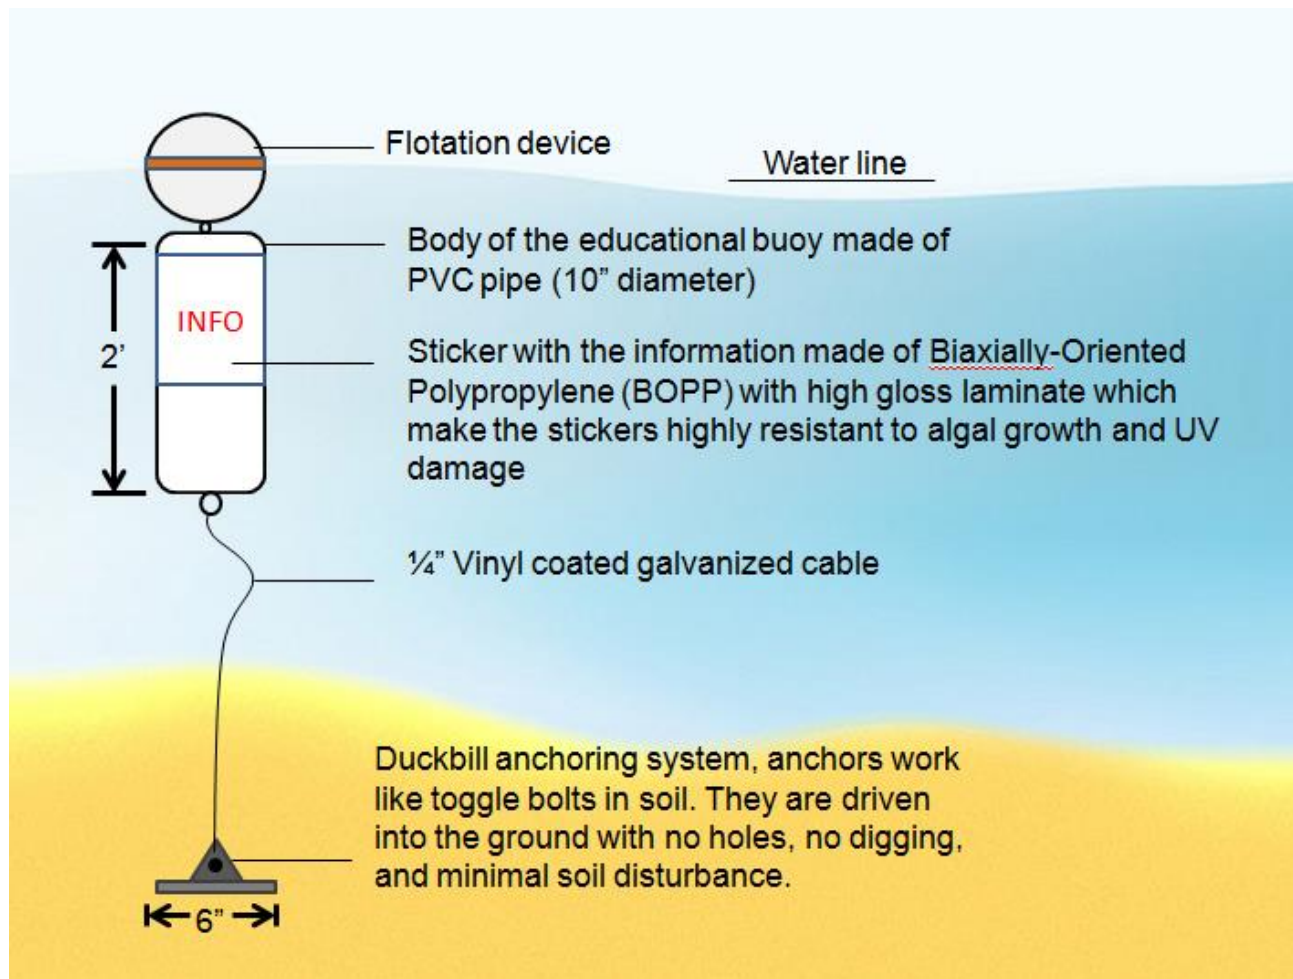 Flotation device
Water line
Body of the educational buoy made of
PVC pipe (10” diameter)
INFO
2’
Sticker with the information made of Biaxially-Oriented
Polypropylene (BOPP) with high gloss laminate which
make the stickers highly resistant to algal growth and UV
damage
¼” Vinyl coated galvanized cable
Duckbill anchoring system, anchors work
like toggle bolts in soil. They are driven
into the ground with no holes, no digging,
and minimal soil disturbance.
6”